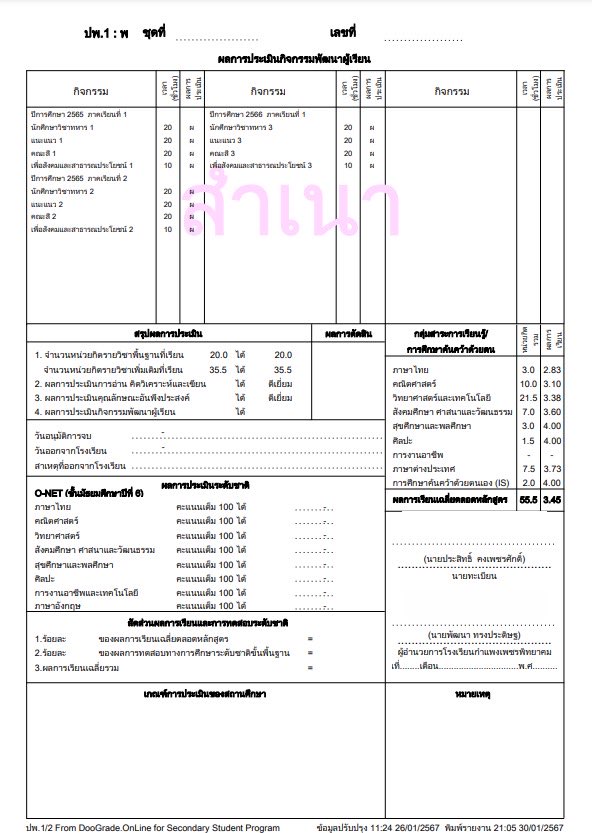 ปพ.1 : พ ชุดที่ ........................ เลขที่ ........................
ผลการประเมินกิจกรรมพัฒนาผู้เรียน
กิจกรรม เวลา (ชั่วโมง) ผลการประเมิน กิจกรรม เวลา (ชั่วโมง) ผลการประเมิน กิจกรรม เวลา (ชั่วโมง) ผลการประเมิน
ปีการศึกษา 2565 ภาคเรียนที่ 1 ปีการศึกษา 2566 ภาคเรียนที่ 1
นักศึกษาวิชาทหาร 1 20 ผ นักศึกษาวิชาทหาร 3 20 ผ
แนะแนว 1 20 ผ แนะแนว 3 20 ผ
คณะสี 1 20 ผ คณะสี 3 20 ผ
เพื่อสังคมและสาธารณประโยชน์ 1 10 ผ เพื่อสังคมและสาธารณประโยชน์ 3 10 ผ
ปีการศึกษา 2565 ภาคเรียนที่ 2
นักศึกษาวิชาทหาร 2 20 ผ
แนะแนว 2 20 ผ
คณะสี 2 20 ผ
เพื่อสังคมและสาธารณประโยชน์ 2 10 ผ
สำเนา
สรุปผลการประเมิน ผลการตัดสิน
1. จำนวนหน่วยกิตรายวิชาพื้นฐานที่เรียน 20.0 ได้ 20.0
จำนวนหน่วยกิตรายวิชาเพิ่มเติมที่เรียน 35.5 ได้ 35.5
2. ผลการประเมินการอ่าน คิดวิเคราะห์และเขียน ได้ ดีเยี่ยม
3. ผลการประเมินคุณลักษณะอันพึงประสงค์ ได้ ดีเยี่ยม
4. ผลการประเมินกิจกรรมพัฒนาผู้เรียน ได้
วันอนุมัติการจบ -
วันออกจากโรงเรียน -
สาเหตุที่ออกจากโรงเรียน
ผลการประเมินระดับชาติ
O-NET (ชั้นมัธยมศึกษาปีที่ 6)
ภาษาไทย คะแนนเต็ม 100 ได้ -
คณิตศาสตร์ คะแนนเต็ม 100 ได้ -
วิทยาศาสตร์ คะแนนเต็ม 100 ได้ -
สังคมศึกษา ศาสนาและวัฒนธรรม คะแนนเต็ม 100 ได้ -
สุขศึกษาและพลศึกษา คะแนนเต็ม 100 ได้ -
ศิลปะ คะแนนเต็ม 100 ได้ -
การงานอาชีพและเทคโนโลยี คะแนนเต็ม 100 ได้ -
ภาษาอังกฤษ คะแนนเต็ม 100 ได้ -
สัดส่วนผลการเรียนและการทดสอบระดับชาติ
1.ร้อยละ ของผลการเรียนเฉลี่ยตลอดหลักสูตร =
2.ร้อยละ ของผลการทดสอบทางการศึกษาระดับชาติขั้นพื้นฐาน =
3.ผลการเรียนเฉลี่ยรวม =
กลุ่มสาระการเรียนรู้/ หน่วยกิตรวม ผลการเรียน
การศึกษาค้นคว้าด้วยตนเอง
ภาษาไทย 3.0 2.83
คณิตศาสตร์ 10.0 3.10
วิทยาศาสตร์และเทคโนโลยี 21.5 3.38
สังคมศึกษา ศาสนาและวัฒนธรรม 7.0 3.60
สุขศึกษาและพลศึกษา 3.0 4.00
ศิลปะ 1.5 4.00
การงานอาชีพ - -
ภาษาต่างประเทศ 7.5 3.73
การศึกษาค้นคว้าด้วยตนเอง (IS) 2.0 4.00
ผลการเรียนเฉลี่ยตลอดหลักสูตร 55.5 3.45
(นายประสิทธิ์ คงเพชรศักดิ์)
นายทะเบียน
(นายพัฒนา ทรงประดิษฐ)
ผู้อำนวยการโรงเรียนกำแพงเพชรพิทยาคม
ที่........เดือน................................พ.ศ..........
เกณฑ์การประเมินของสถานศึกษา หมายเหตุ
ปพ.1/2 From DooGrade.OnLine for Secondary Student Program ข้อมูลปรับปรุง 11:24 26/01/2567 พิมพ์รายงาน 21:05 30/01/2567